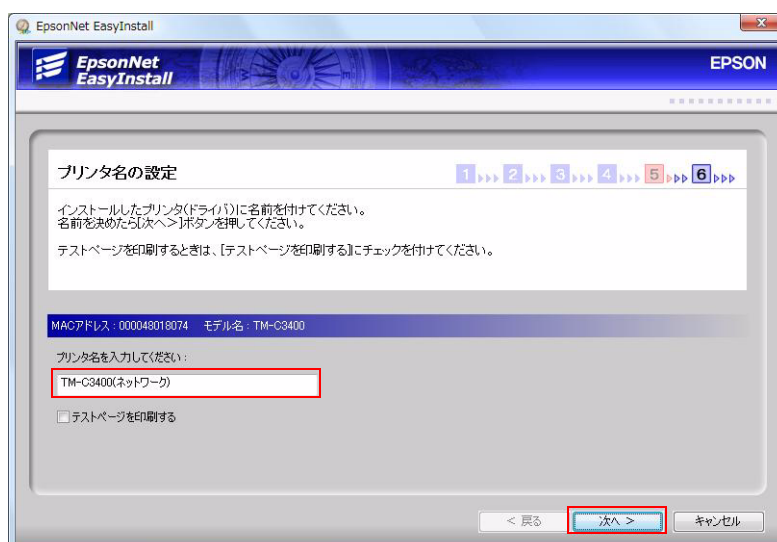 EpsonNet EasyInstall
EpsonNet
EasyInstall
EPSON
プリンタ名の設定
1 2 3 4 5 6
インストールしたプリンタ(ドライバ)に名前を付けてください。
名前を決めたら[次へ>]ボタンを押してください。
テストページを印刷するときは、[テストページを印刷する]にチェックを付けてください。
MACアドレス : 000048018074 モデル名 : TM-C3400
プリンタ名を入力してください :
TM-C3400(ネットワーク)
テストページを印刷する
< 戻る 次へ > キャンセル